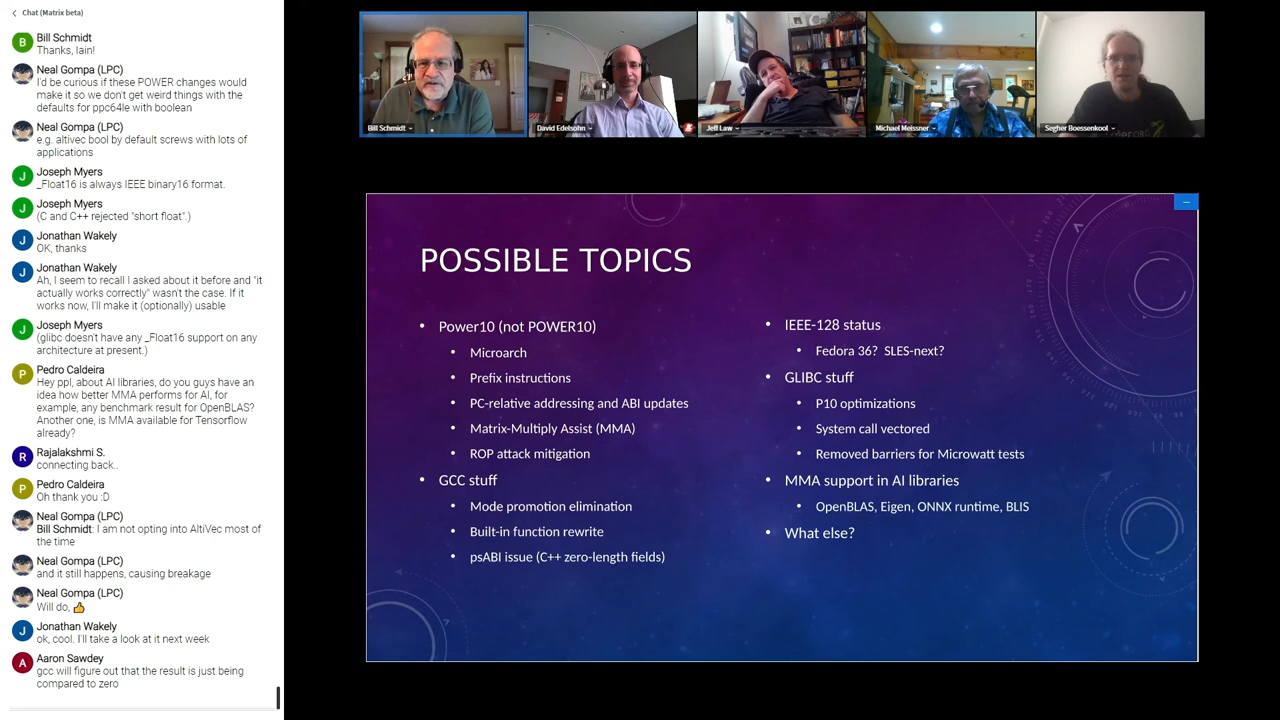 Chat (Matrix beta)
B
Bill Schmidt
Thanks, Iain!
Neal Gompa (LPC)
I'd be curious if these POWER changes would
make it so we don't get weird things with the
defaults for ppc64le with boolean
Neal Gompa (LPC)
e.g. altivec bool by default screws with lots of
applications
J
Joseph Myers
_Float16 is always IEEE binary16 format.
J
Joseph Myers
(C and C++ rejected "short float".)
J
Jonathan Wakely
OK, thanks
J
Jonathan Wakely
Ah, I seem to recall I asked about it before and "it
actually works correctly" wasn't the case. If it
works now, I'll make it (optionally) usable
J
Joseph Myers
(glibc doesn't have any _Float16 support on any
architecture at present.)
P
Pedro Caldeira
Hey ppl, about AI libraries, do you guys have an
idea how better MMA performs for AI, for
example, any benchmark result for OpenBLAS?
Another one, is MMA available for Tensorflow
already?
R
Rajalakshmi S.
connecting back..
P
Pedro Caldeira
Oh thank you :D
Neal Gompa (LPC)
Bill Schmidt: I am not opting into AltiVec most of
the time
Neal Gompa (LPC)
and it still happens, causing breakage
Neal Gompa (LPC)
Will do, 👍
J
Jonathan Wakely
ok, cool. I'll take a look at it next week
A
Aaron Sawdey
gcc will figure out that the result is just being
compared to zero
Bill Schmidt
David Edelsohn
Jeff Law
Michael Meissner
Segher Boessenkool
POSSIBLE TOPICS
• Power10 (not POWER10)
• Microarch
• Prefix instructions
• PC-relative addressing and ABI updates
• Matrix-Multiply Assist (MMA)
• ROP attack mitigation
• GCC stuff
• Mode promotion elimination
• Built-in function rewrite
• psABI issue (C++ zero-length fields)
• IEEE-128 status
• Fedora 36? SLES-next?
• GLIBC stuff
• P10 optimizations
• System call vectored
• Removed barriers for Microwatt tests
• MMA support in AI libraries
• OpenBLAS, Eigen, ONNX runtime, BLIS
• What else?